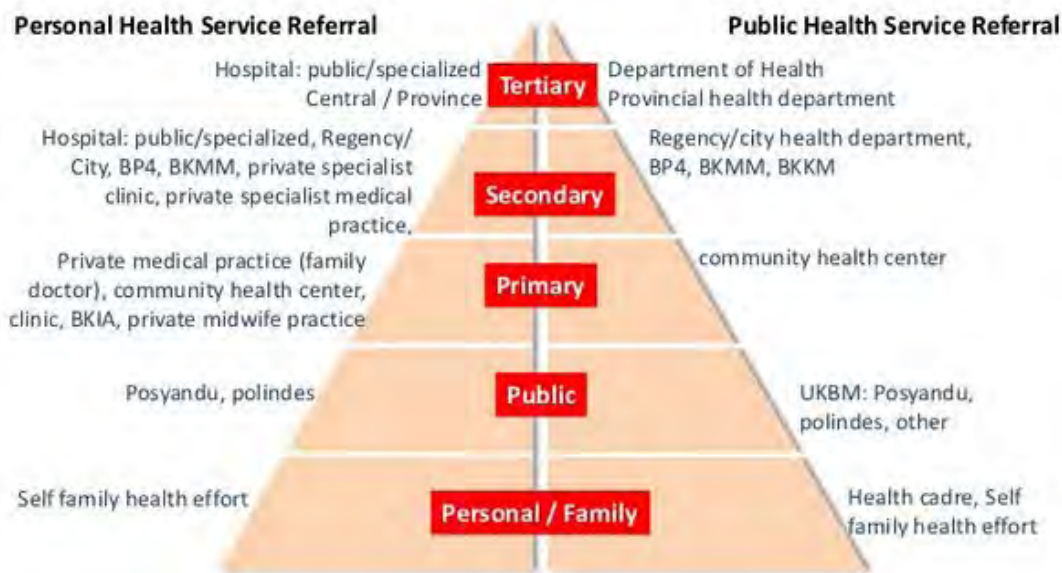 Personal Health Service Referral
Public Health Service Referral
Hospital: public/specialized
Central / Province
Tertiary
Department of Health
Provincial health department
Hospital: public/specialized, Regency/
City, BP4, BKMM, private specialist
clinic, private specialist medical
practice,
Secondary
Regency/city health department,
BP4, BKMM, BKKM
Private medical practice (family
doctor), community health center,
clinic, BKIA, private midwife practice
Primary
community health center
Posyandu, polindes
Public
UKBM: Posyandu,
polindes, other
Self family health effort
Personal / Family
Health cadre, Self
family health effort